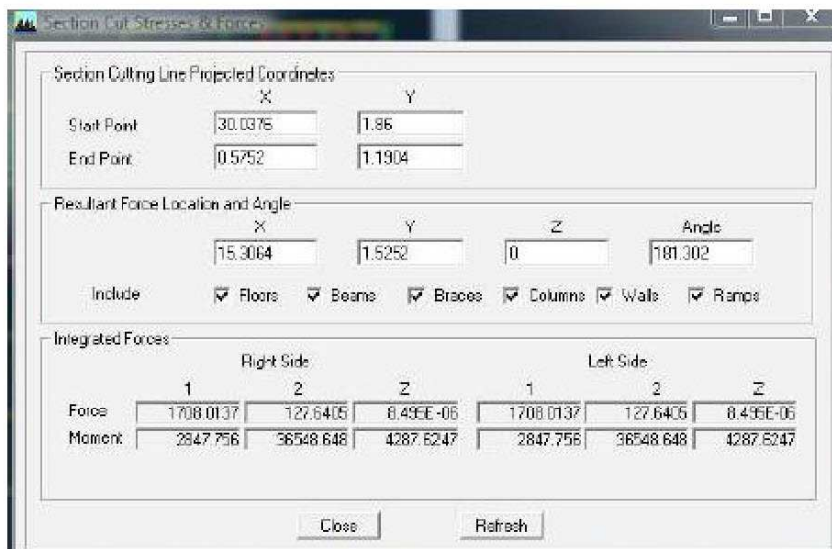 Section Cut Stresses & Forces
Section Cutting Line Projected Coordinates
X Y
Start Point 30.0376 1.86
End Point 0.5752 1.1904
Resultant Force Location and Angle
X Y Z Angle
15.3064 1.5252 0 181.302
Include Floors Beams Braces Columns Walls Ramps
Integrated Forces
Right Side Left Side
1 2 Z 1 2 Z
Force 1708.0137 127.6405 8.495E-06 1708.0137 127.6405 8.495E-06
Moment 2847.756 36548.648 4287.6247 2847.756 36548.648 4287.6247
Close Refresh